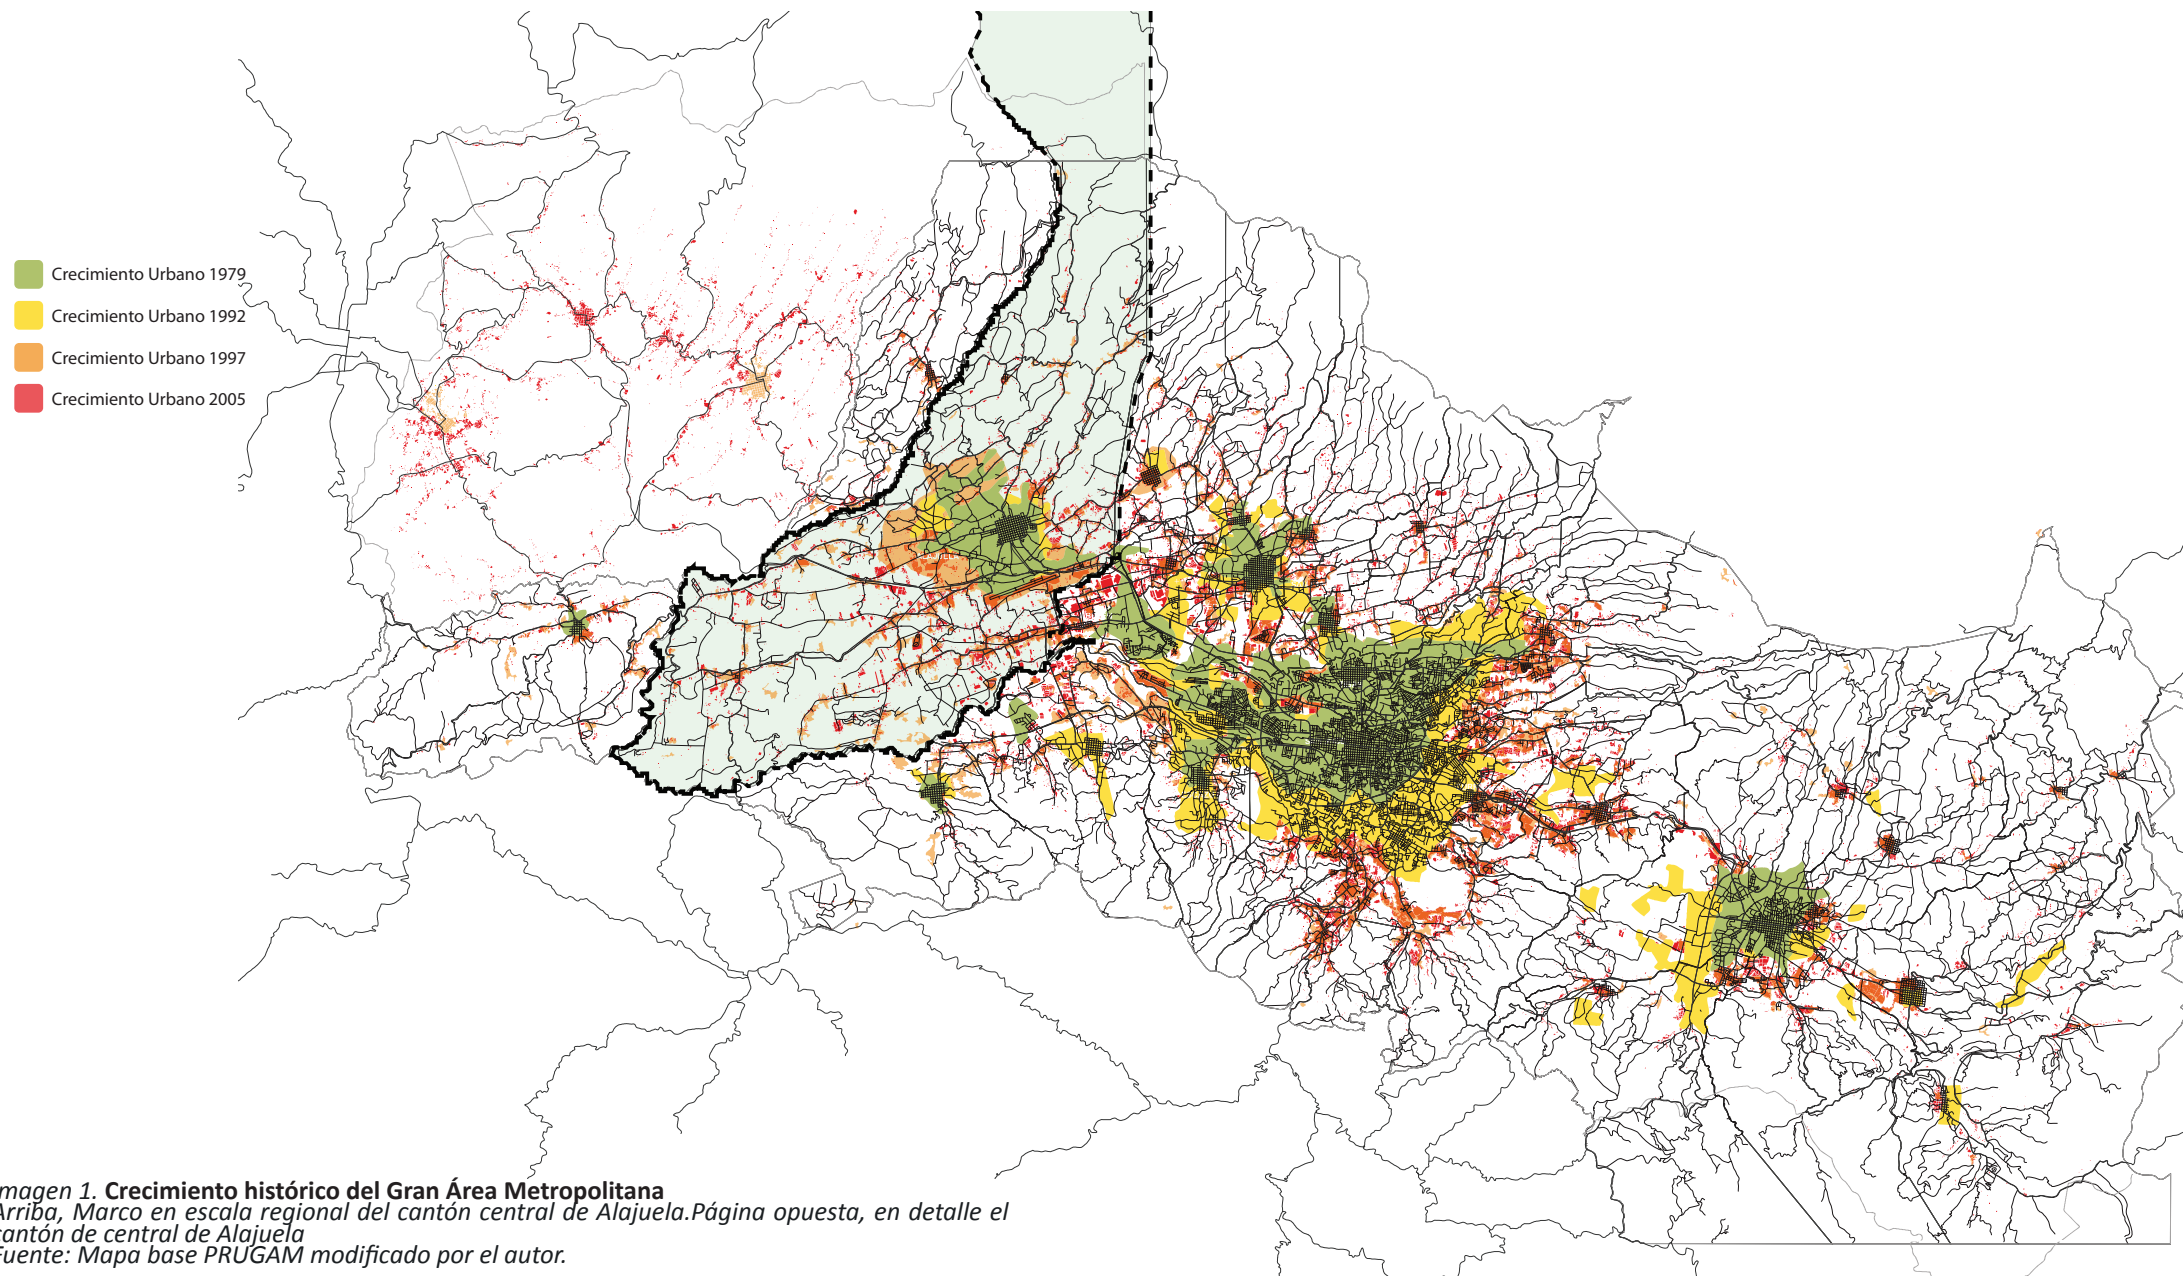 Crecimiento Urbano 1979
Crecimiento Urbano 1992
Crecimiento Urbano 1997
Crecimiento Urbano 2005
magen 1. Crecimiento histórico del Gran Área Metropolitana
Arriba, Marco en escala regional del cantón central de Alajuela.Página opuesta, en detalle el
cantón de central de Alajuela
Fuente: Mapa base PRUGAM modificado por el autor.